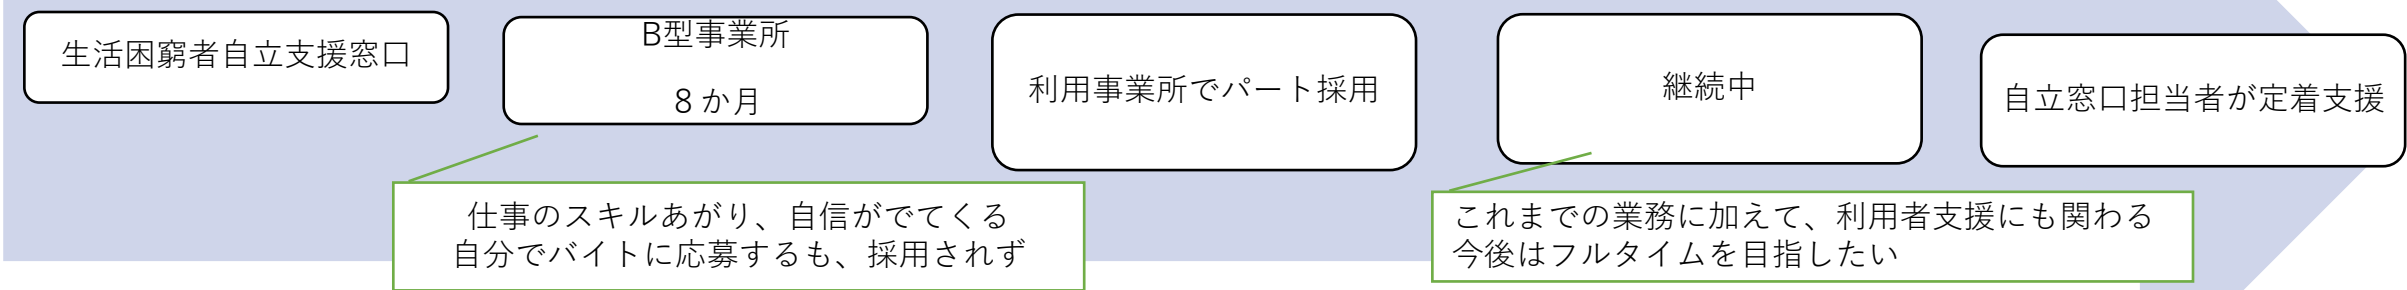 生活困窮者自立支援窓口
B型事業所
８か月
利用事業所でパート採用
継続中
自立窓口担当者が定着支援
仕事のスキルあがり、自信がでてくる
自分でバイトに応募するも、採用されず
これまでの業務に加えて、利用者支援にも関わる
今後はフルタイムを目指したい